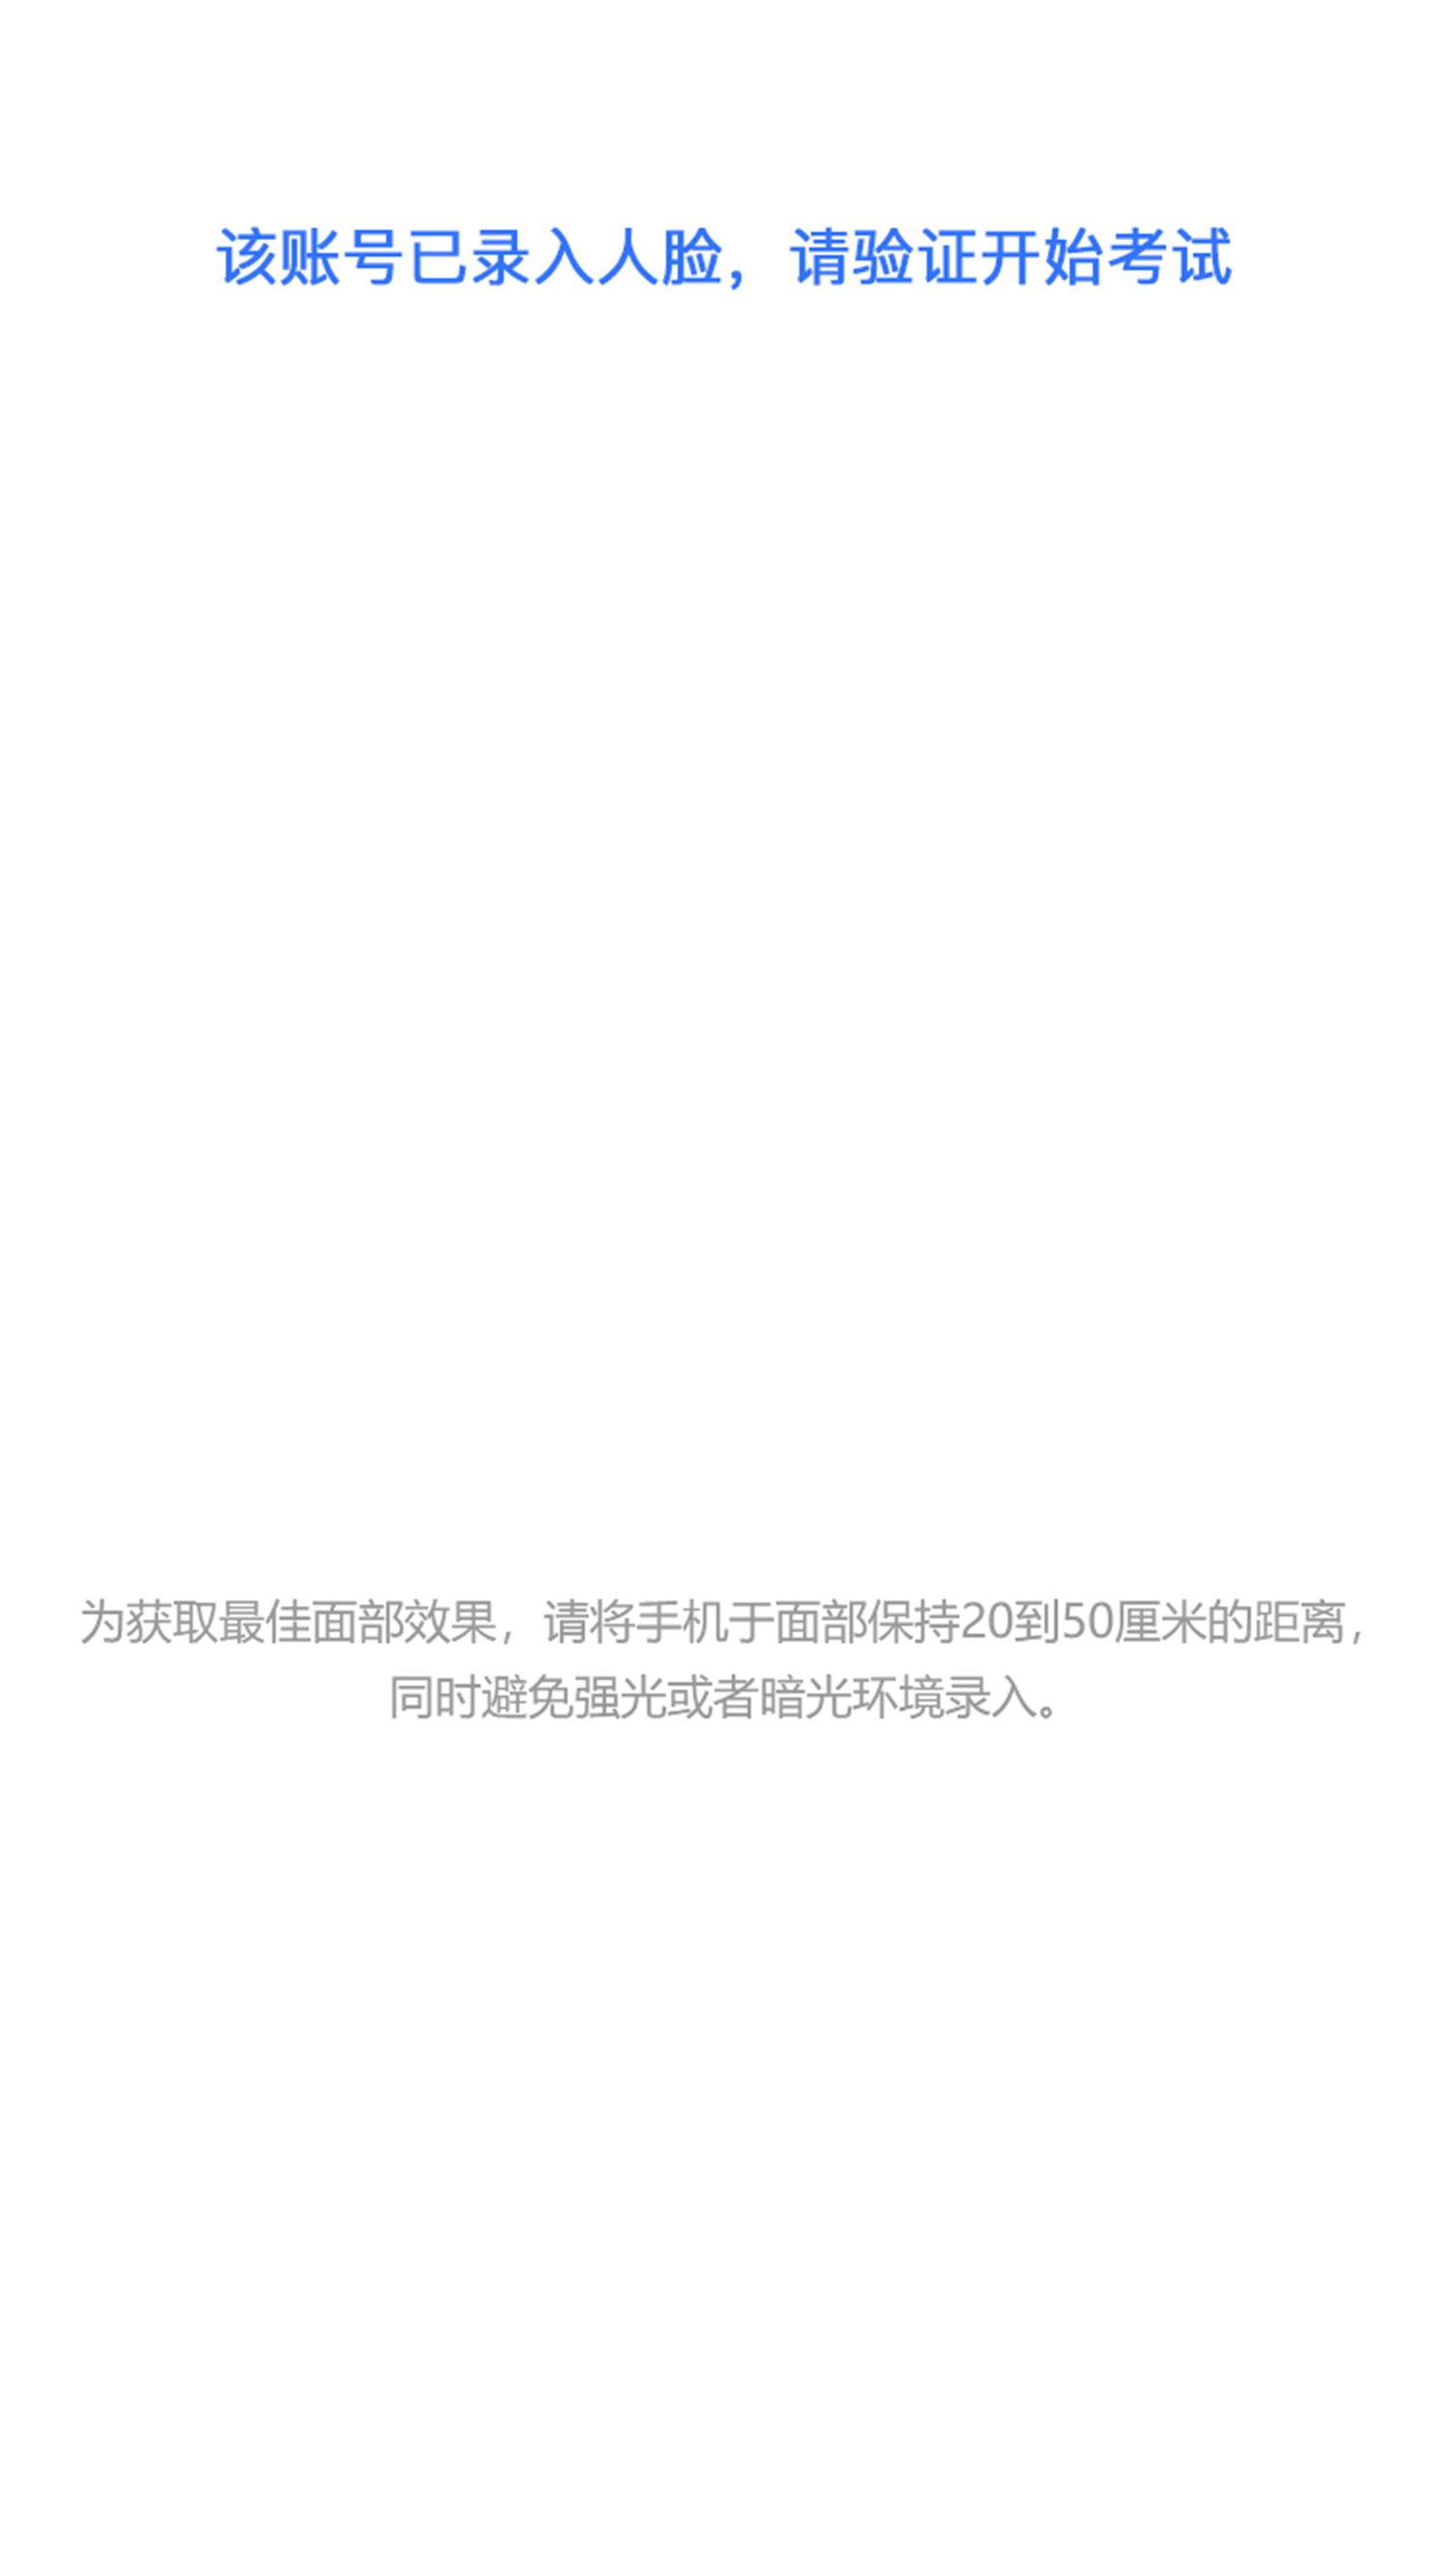 该账号已录入人脸，请验证开始考试
为获取最佳面部效果，请将手机于面部保持20到50厘米的距离，
同时避免强光或者暗光环境录入。